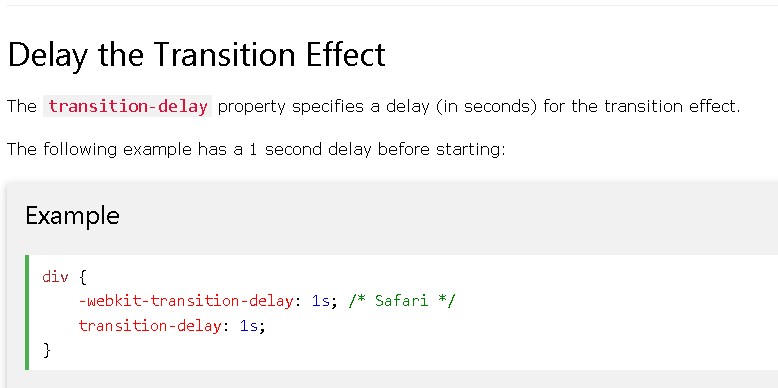 Delay the Transition Effect
The transition-delay property specifies a delay (in seconds) for the transition effect.
The following example has a 1 second delay before starting:
Example
div {
    -webkit-transition-delay: 1s; /* Safari */
    transition-delay: 1s;
}